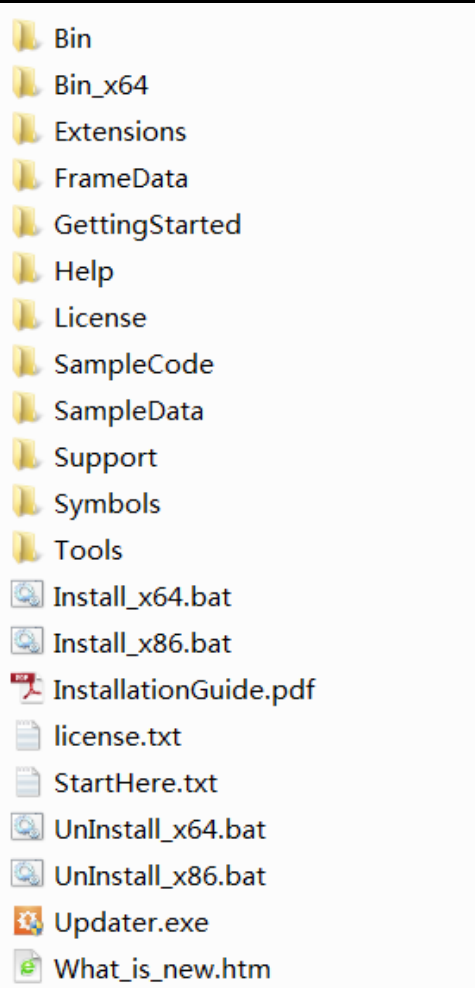 Bin
Bin_x64
Extensions
FrameData
GettingStarted
Help
License
SampleCode
SampleData
Support
Symbols
Tools
Install_x64.bat
Install_x86.bat
InstallationGuide.pdf
license.txt
StartHere.txt
UnInstall_x64.bat
UnInstall_x86.bat
Updater.exe
What_is_new.htm